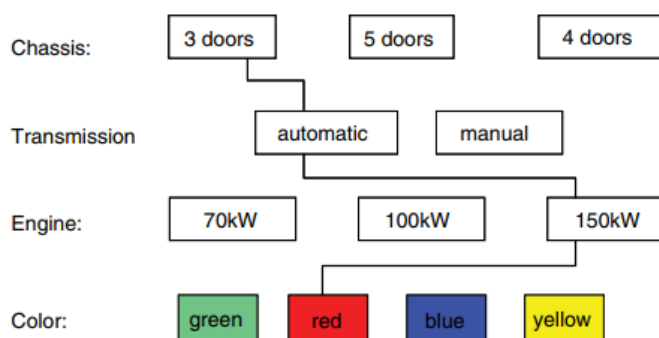 Chassis: 3 doors 5 doors 4 doors
Transmission automatic manual
Engine: 70kW 100kW 150kW
Color: green red blue yellow